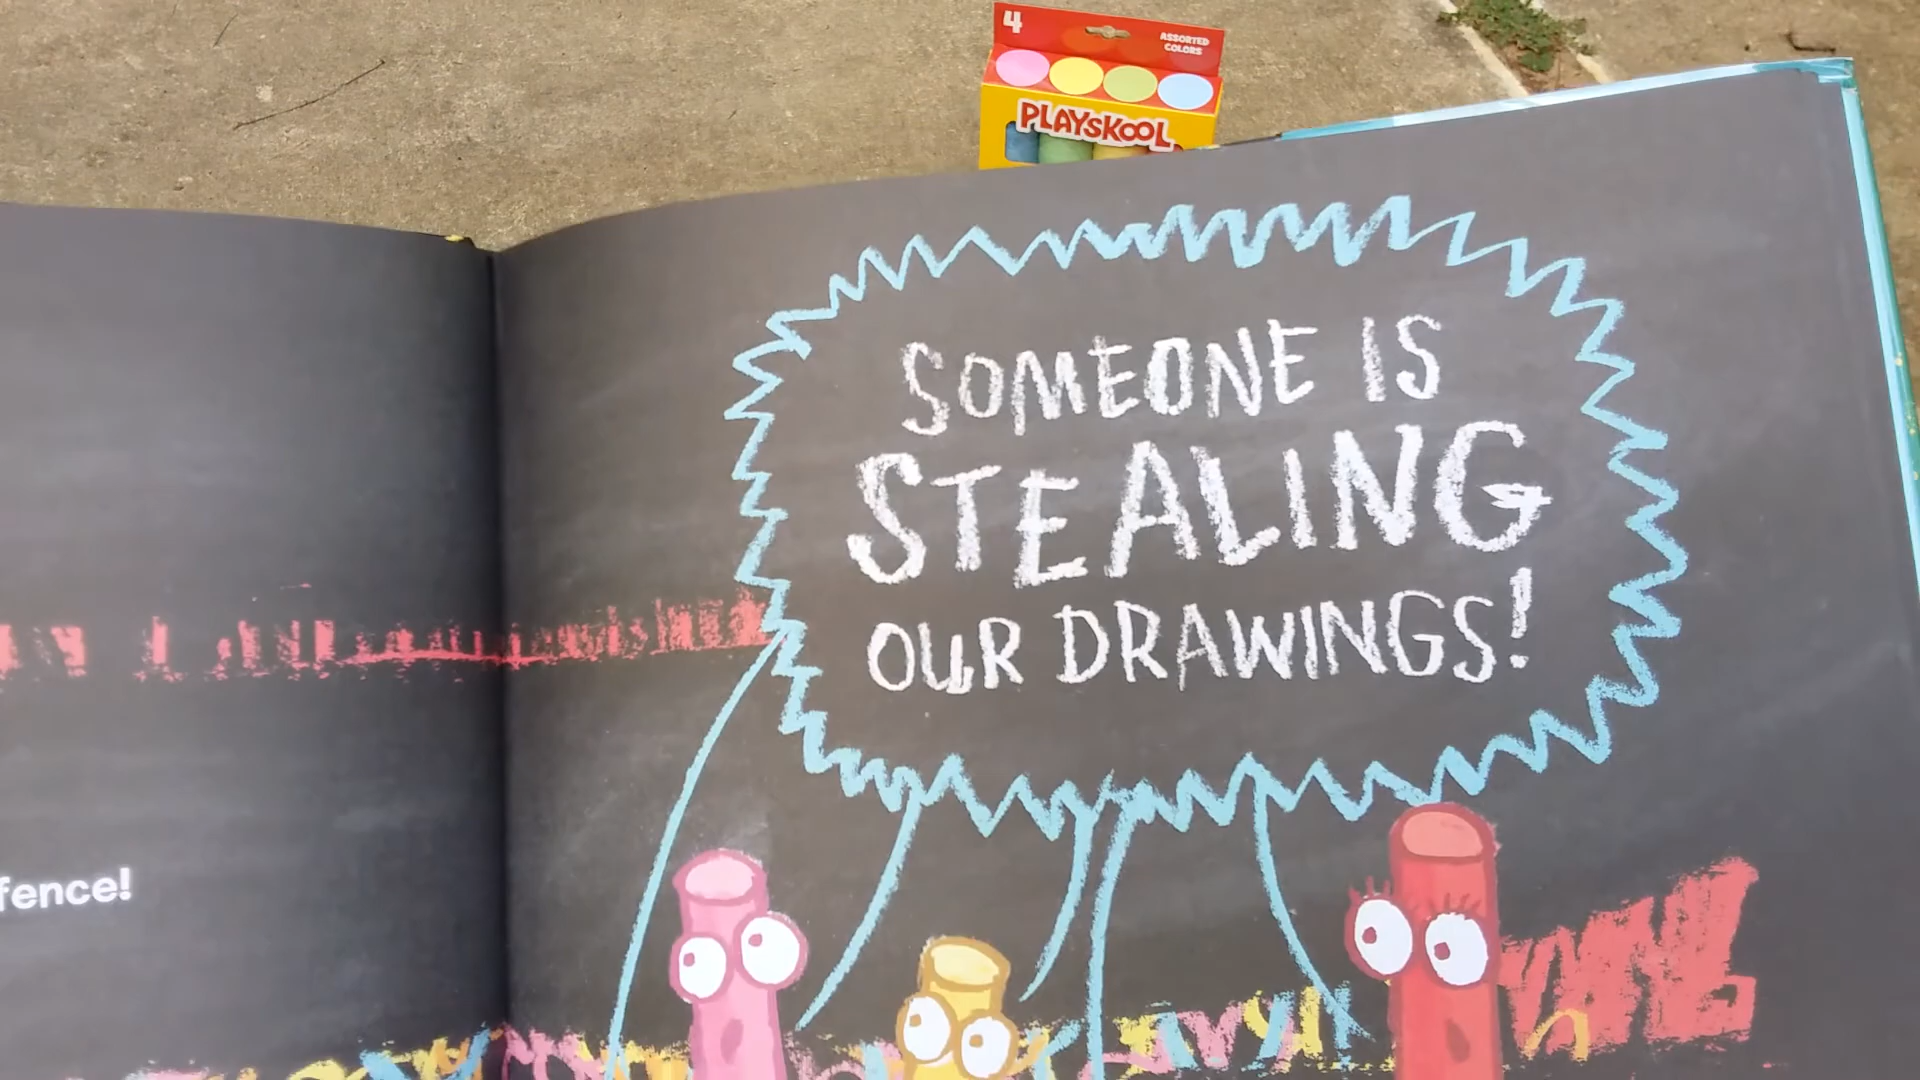 4
ASSORTED
COLORS
PLAYSKOOL
fence!
SOMEONE IS
STEALING
OUR DRAWINGS!